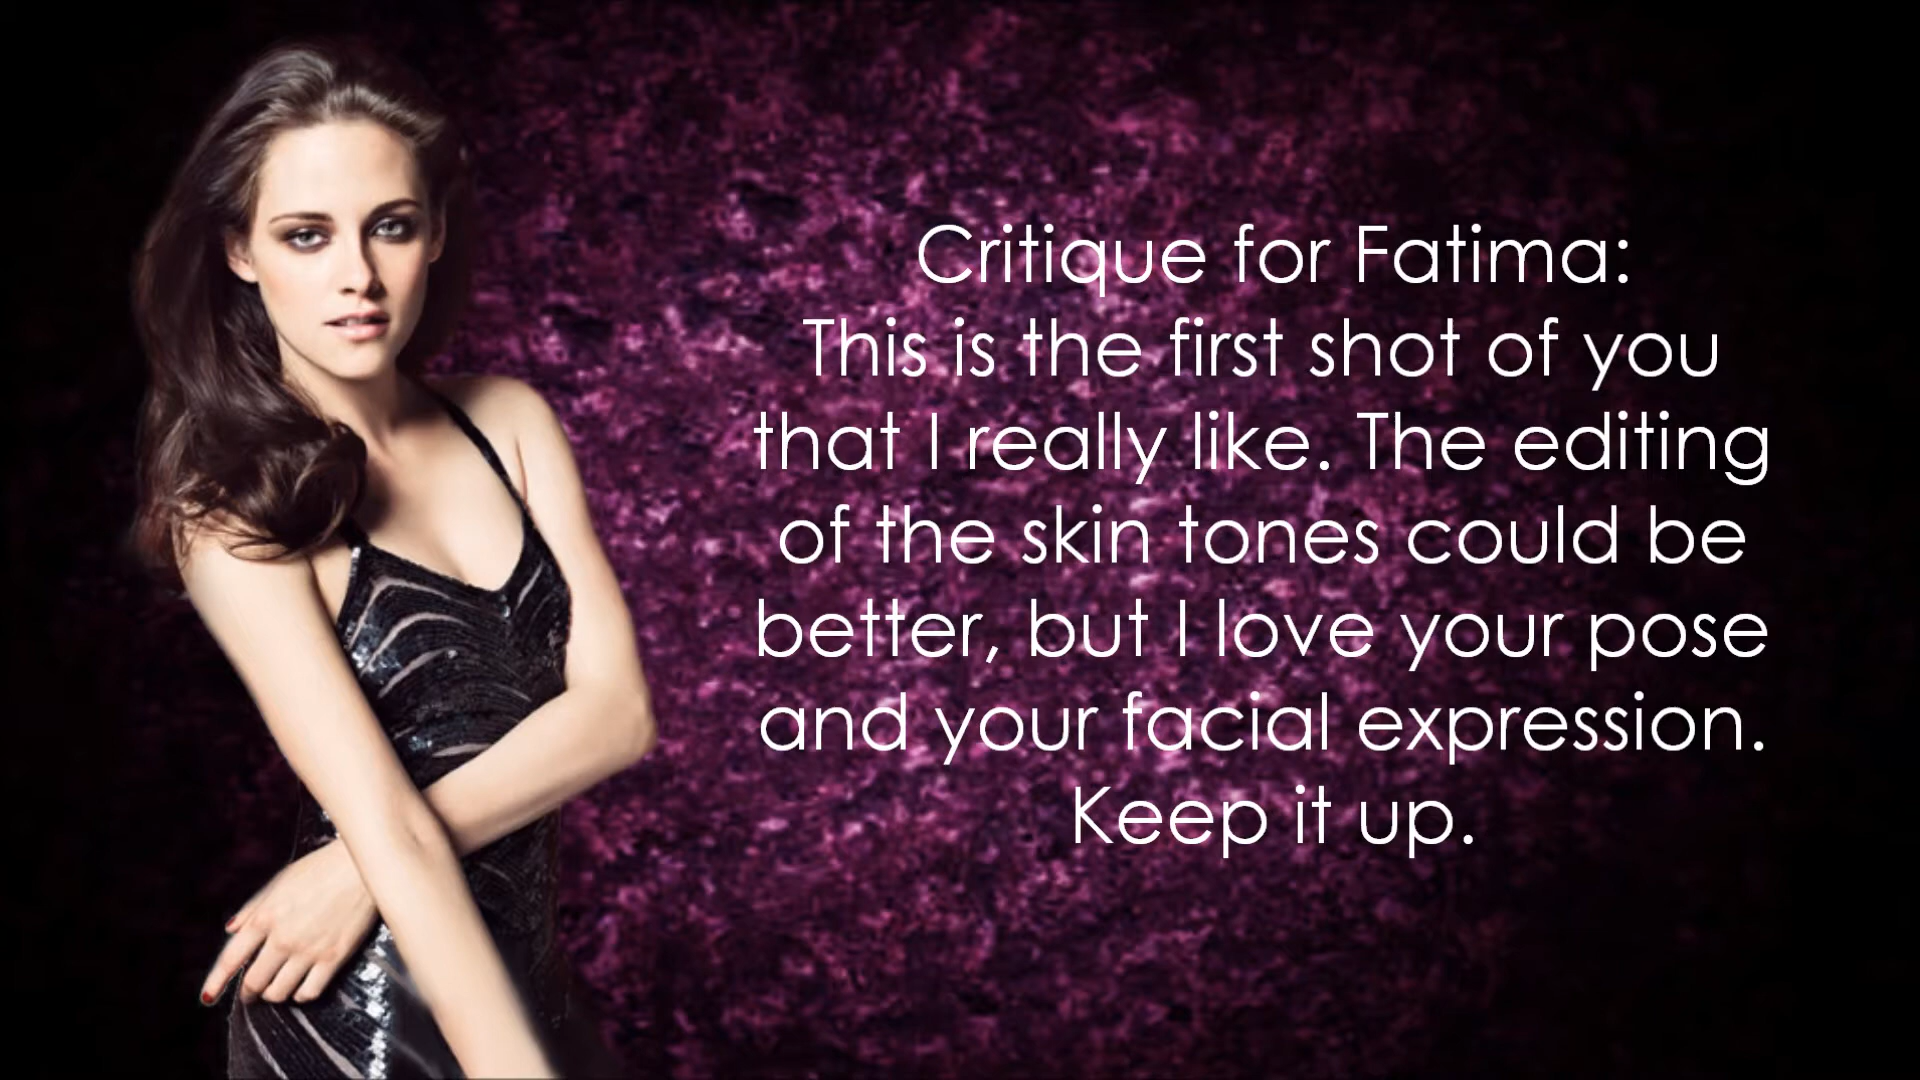 Critique for Fatima:
This is the first shot of you
that I really like. The editing
of the skin tones could be
better, but I love your pose
and your facial expression.
Keep it up.